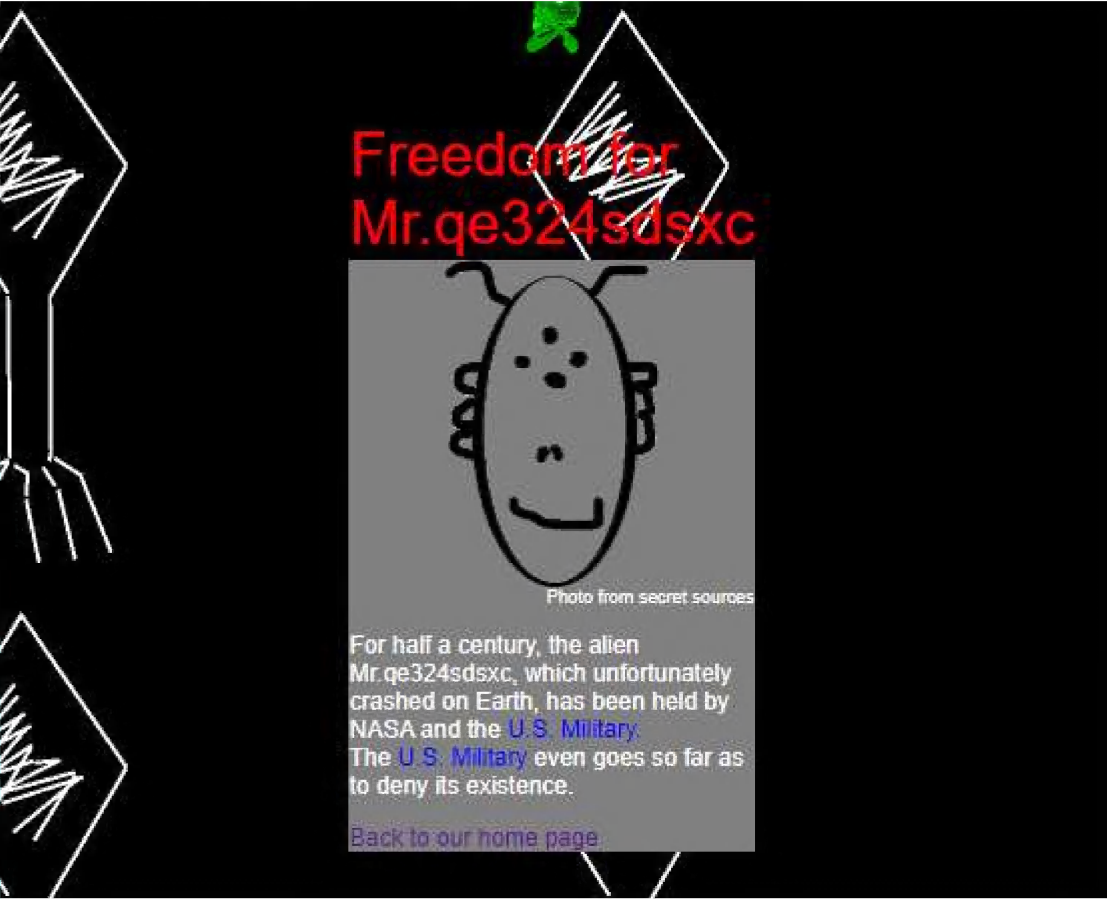 Freedom for
Mr.qe324sdsxc
Photo from secret sources
For half a century, the alien
Mr.qe324sdsxc, which unfortunately
crashed on Earth, has been held by
NASA and the U.S. Military.
The U.S. Military even goes so far as
to deny its existence.
Back to our home page